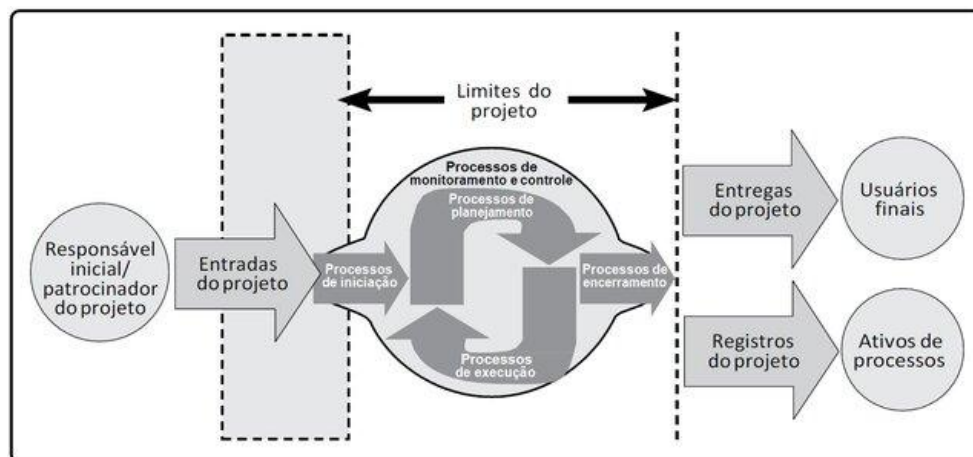 Limites do
projeto
Processos de
monitoramento e controle
Processos de
planejamento
Responsável
inicial/
patrocinador
do projeto
Entradas
do projeto
Processos
de iniciação
Processos de
encerramento
Processos
de execução
Entregas
do projeto
Usuários
finais
Registros
do projeto
Ativos de
processos